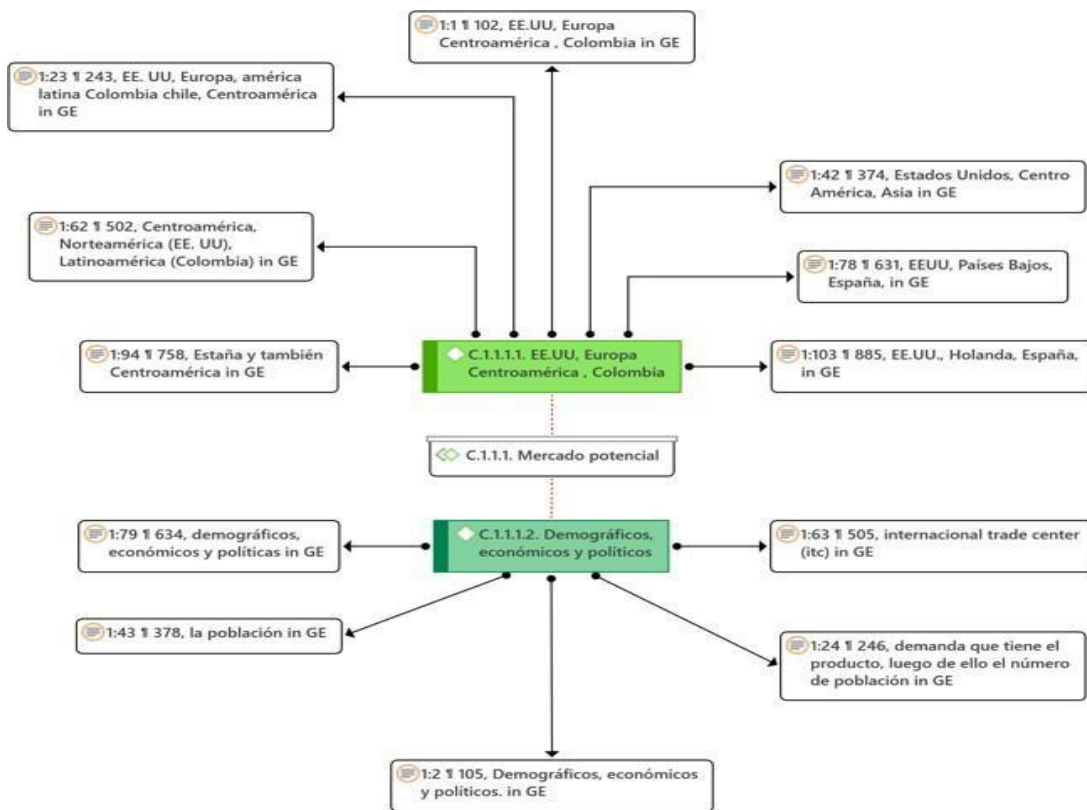 1:1 ¶ 102, EE.UU, Europa
Centroamérica , Colombia in GE
1:23 ¶ 243, EE. UU, Europa, américa
latina Colombia chile, Centroamérica
in GE
1:42 ¶ 374, Estados Unidos, Centro
América, Asia in GE
1:62 ¶ 502, Centroamérica,
Norteamérica (EE. UU),
Latinoamérica (Colombia) in GE
1:78 ¶ 631, EEUU, Países Bajos,
España, in GE
1:94 ¶ 758, Estaña y también
Centroamérica in GE
C.1.1.1.1. EE.UU, Europa
Centroamérica , Colombia
1:103 ¶ 885, EE.UU., Holanda, España,
in GE
C.1.1.1. Mercado potencial
1:79 ¶ 634, demográficos,
económicos y políticas in GE
C.1.1.1.2. Demográficos,
económicos y políticos
1:63 ¶ 505, internacional trade center
(itc) in GE
1:43 ¶ 378, la población in GE
1:24 ¶ 246, demanda que tiene el
producto, luego de ello el número
de población in GE
1:2 ¶ 105, Demográficos, económicos
y políticos. in GE